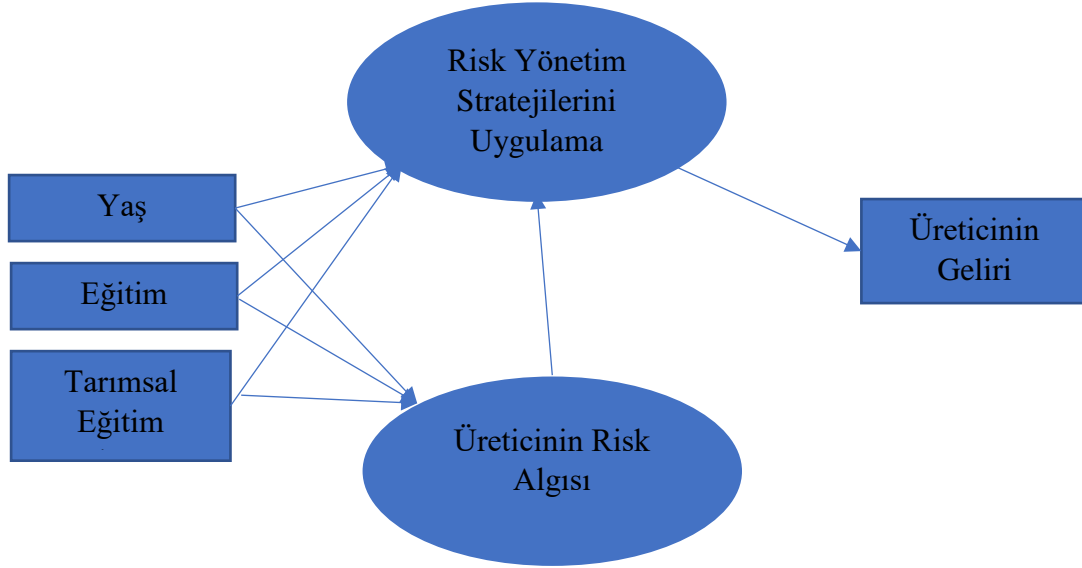 Risk Yönetim
Stratejilerini
Uygulama
Yaş
Eğitim
Tarımsal
Eğitim
Üreticinin Risk
Algısı
Üreticinin
Geliri